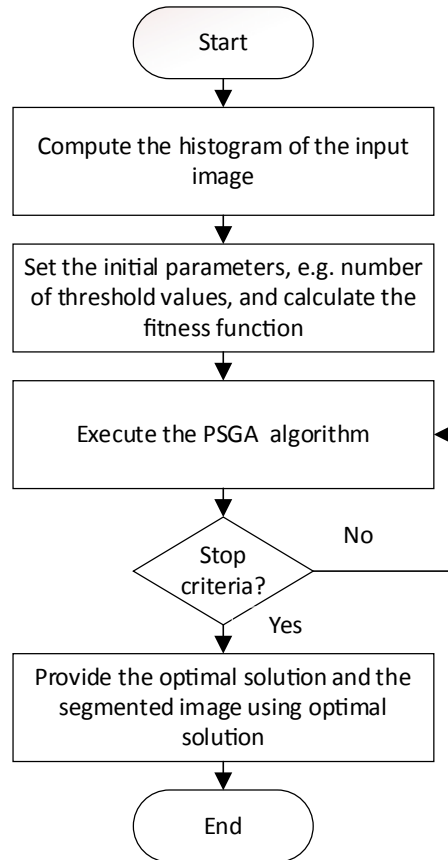 Start
Compute the histogram of the input
image
Set the initial parameters, e.g. number
of threshold values, and calculate the
fitness function
Execute the PSGA algorithm
Stop
criteria?
No
Yes
Provide the optimal solution and the
segmented image using optimal
solution
End